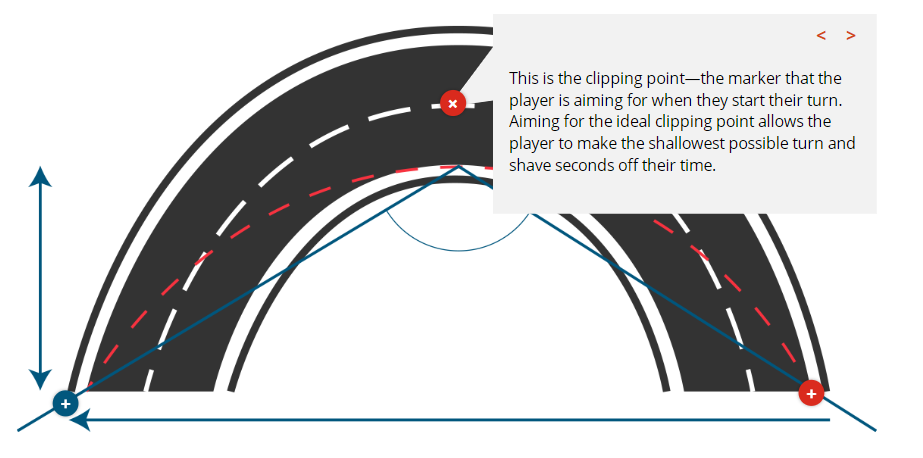 < >
This is the clipping point—the marker that the
player is aiming for when they start their turn.
Aiming for the ideal clipping point allows the
player to make the shallowest possible turn and
shave seconds off their time.